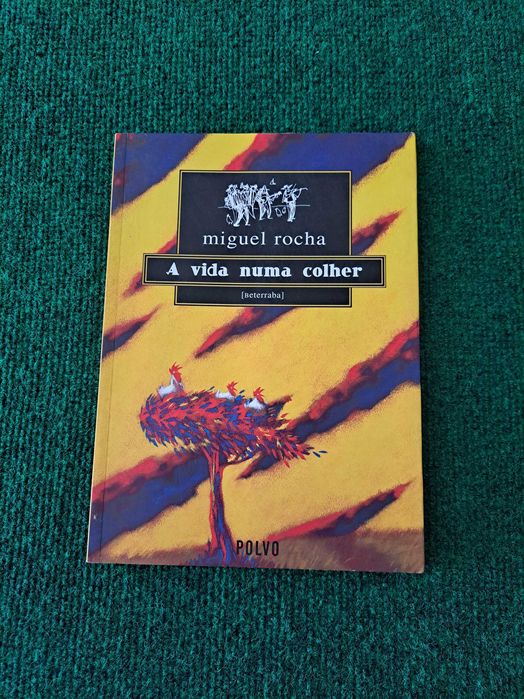 miguel rocha
A vida numa colher
[Beterraba]
POLVO